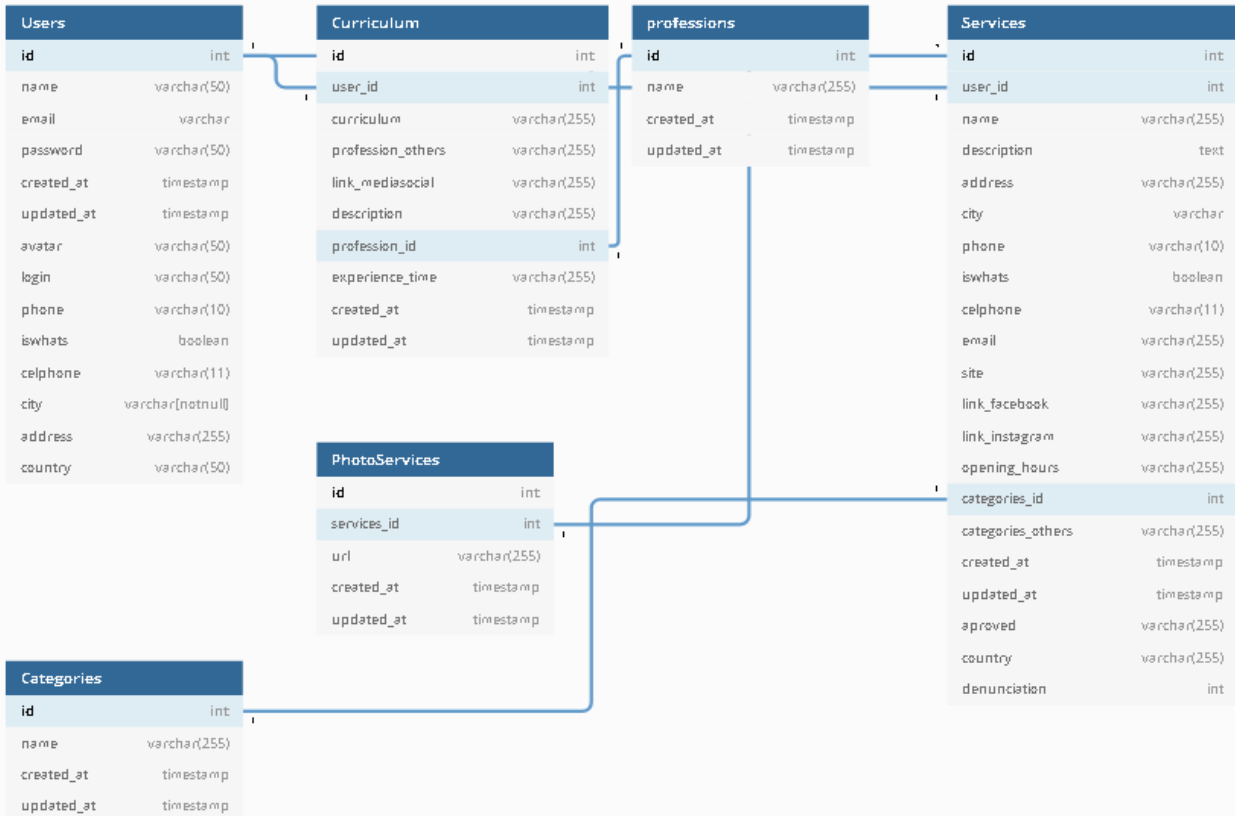 Users
id int
name varchar(50)
email varchar
password varchar(50)
created_at timestamp
updated_at timestamp
avatar varchar(50)
login varchar(50)
phone varchar(10)
iswhats boolean
celphone varchar(11)
city varchar[notnull]
address varchar(255)
country varchar(50)
Curriculum
id int
user_id int
curriculum varchar(255)
profession_others varchar(255)
link_mediasocial varchar(255)
description varchar(255)
profession_id int
experience_time varchar(255)
created_at timestamp
updated_at timestamp
professions
id int
name varchar(255)
created_at timestamp
updated_at timestamp
Services
id int
user_id int
name varchar(255)
description text
address varchar(255)
city varchar
phone varchar(10)
iswhats boolean
celphone varchar(11)
email varchar(255)
site varchar(255)
link_facebook varchar(255)
link_instagram varchar(255)
opening_hours varchar(255)
categories_id int
categories_others varchar(255)
created_at timestamp
updated_at timestamp
aproved varchar(255)
country varchar(255)
denunciation int
PhotoServices
id int
services_id int
url varchar(255)
created_at timestamp
updated_at timestamp
Categories
id int
name varchar(255)
created_at timestamp
updated_at timestamp